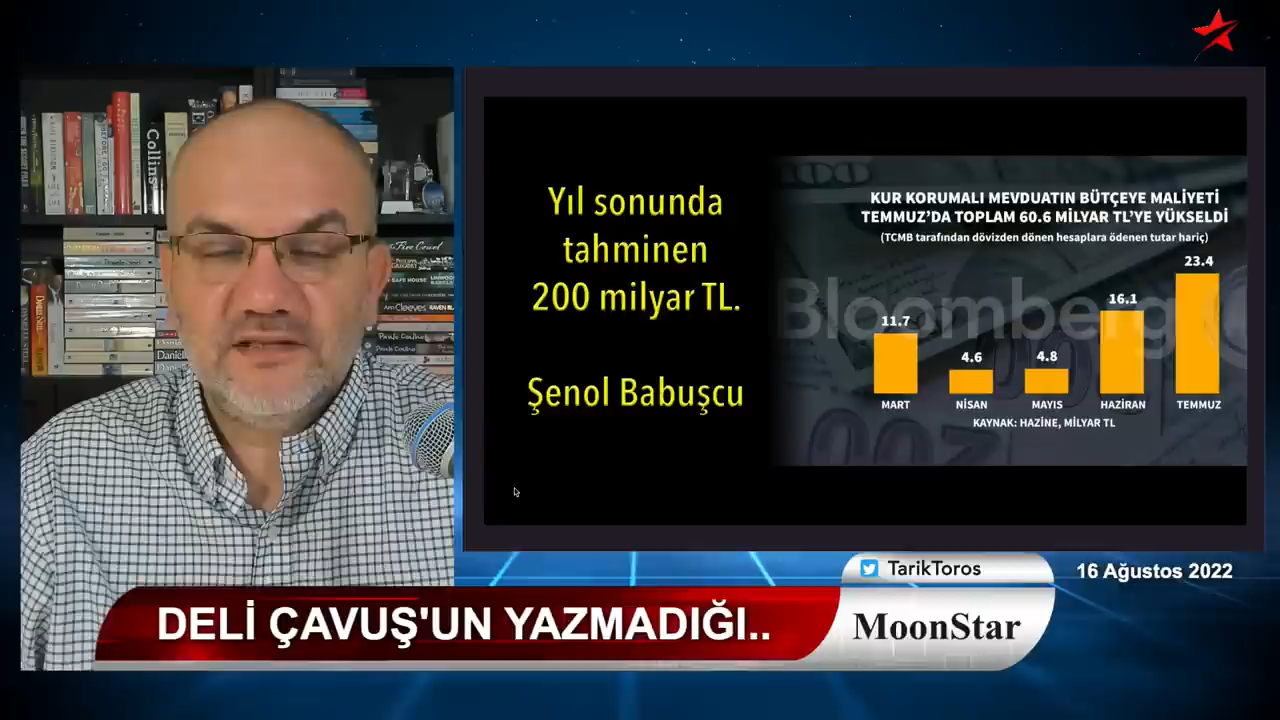 Collins
Yıl sonunda
tahminen
200 milyar TL.
Şenol Babuşcu
KUR KORUMALI MEVDUATIN BÜTÇEYE MALİYETİ
TEMMUZ'DA TOPLAM 60.6 MİLYAR TL'YE YÜKSELDİ
(TCMB tarafından dövizden dönen hesaplara ödenen tutar hariç)
Bloomberg
11.7
4.6
4.8
16.1
23.4
MART
NİSAN
MAYIS
HAZİRAN
TEMMUZ
KAYNAK: HAZİNE, MİLYAR TL
TarikToros
16 Ağustos 2022
DELİ ÇAVUŞ'UN YAZMADIĞI..
MoonStar